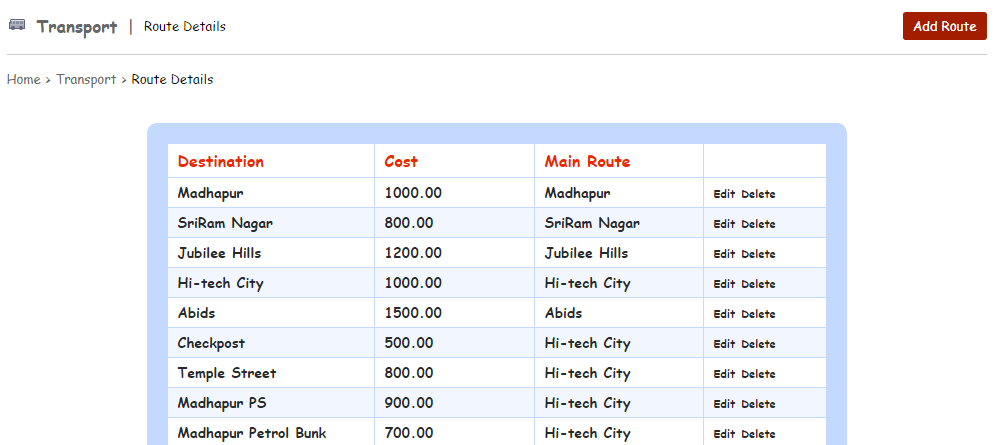 Transport | Route Details
Add Route
Home > Transport > Route Details
Destination Cost Main Route
Madhapur 1000.00 Madhapur Edit Delete
SriRam Nagar 800.00 SriRam Nagar Edit Delete
Jubilee Hills 1200.00 Jubilee Hills Edit Delete
Hi-tech City 1000.00 Hi-tech City Edit Delete
Abids 1500.00 Abids Edit Delete
Checkpost 500.00 Hi-tech City Edit Delete
Temple Street 800.00 Hi-tech City Edit Delete
Madhapur PS 900.00 Hi-tech City Edit Delete
Madhapur Petrol Bunk 700.00 Hi-tech City Edit Delete